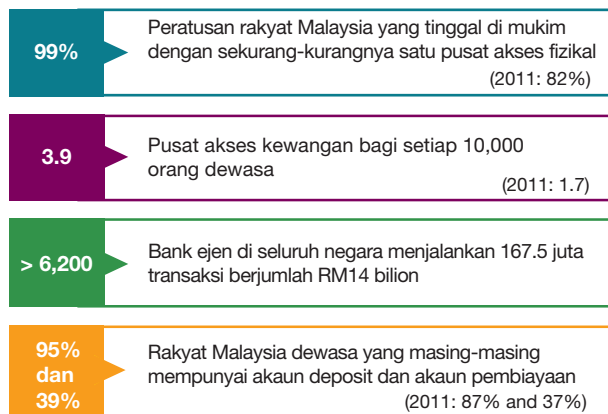 99%
Peratusan rakyat Malaysia yang tinggal di mukim
dengan sekurang-kurangnya satu pusat akses fizikal
(2011: 82%)
3.9
Pusat akses kewangan bagi setiap 10,000
orang dewasa
(2011: 1.7)
> 6,200
Bank ejen di seluruh negara menjalankan 167.5 juta
transaksi berjumlah RM14 bilion
95%
dan
39%
Rakyat Malaysia dewasa yang masing-masing
mempunyai akaun deposit dan akaun pembiayaan
(2011: 87% and 37%)